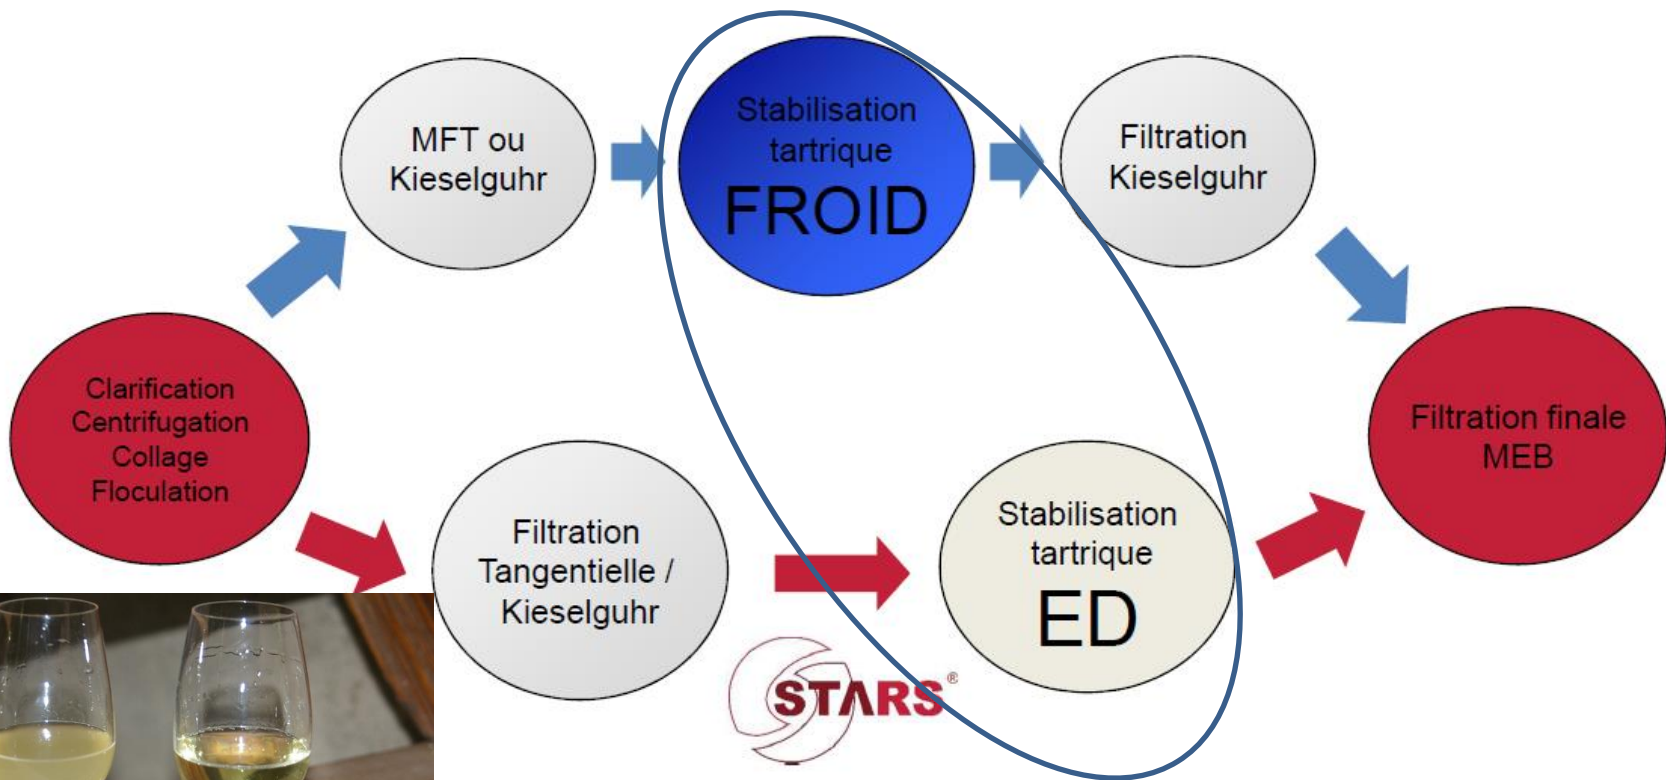 MFT ou
Kieselguhr
Stabilisation
tartrique
FROID
Filtration
Kieselguhr
Clarification
Centrifugation
Collage
Floculation
Filtration
Tangentielle /
Kieselguhr
STARS®
Stabilisation
tartrique
ED
Filtration finale
MEB